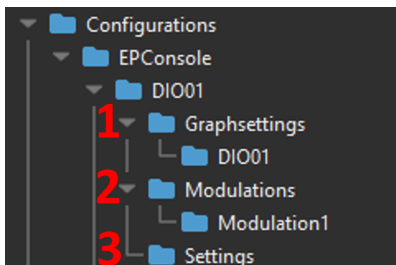 Configurations
EPConsole
DIO01
1 Graphsettings
DIO01
2 Modulations
Modulation1
3 Settings